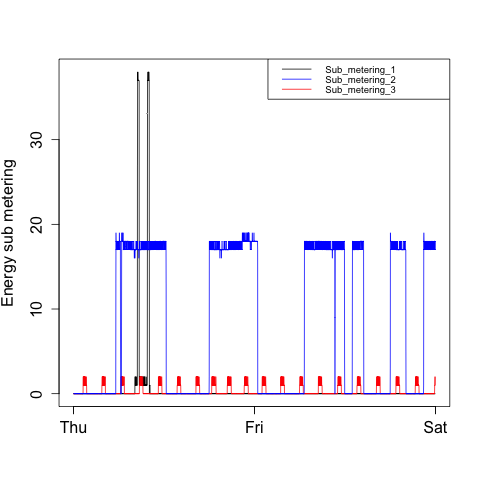 Sub_metering_1
Sub_metering_2
Sub_metering_3
Energy sub metering
30
20
10
0
Thu Fri Sat